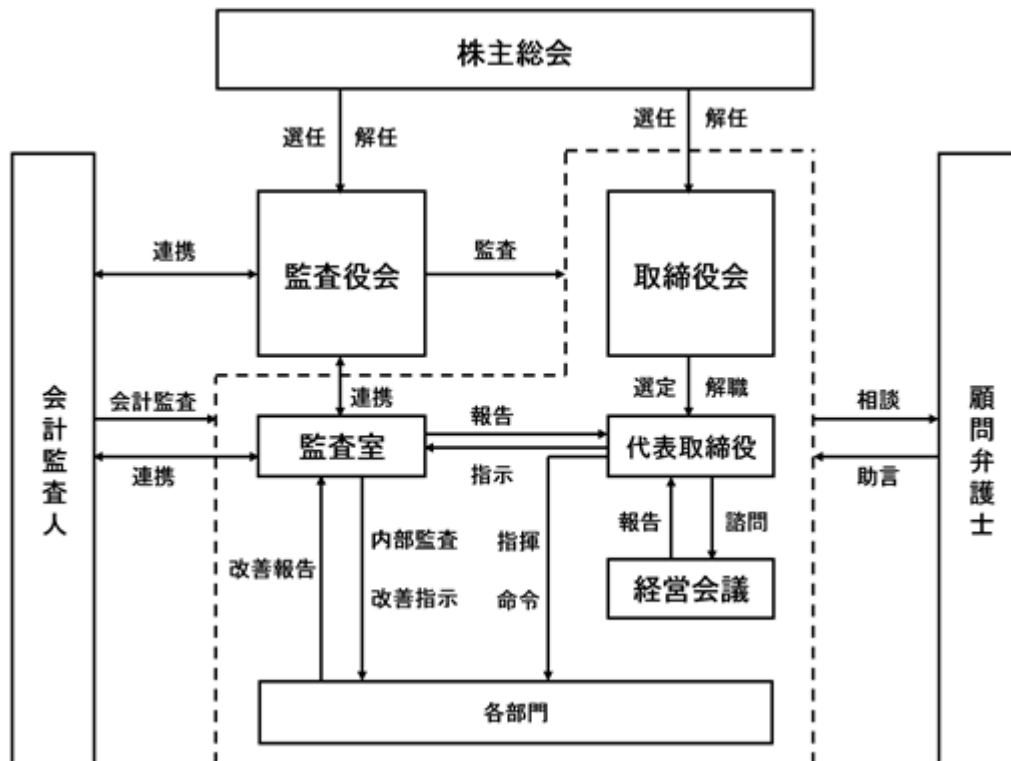 株主総会
選任 解任
選任 解任
連携
監査役会
監査
取締役会
連携
選定 解職
会計監査人
会計監査
連携
監査室
報告
指示
代表取締役
相談
助言
顧問弁護士
改善報告
内部監査
改善指示
指揮
命令
報告
諮問
経営会議
各部門